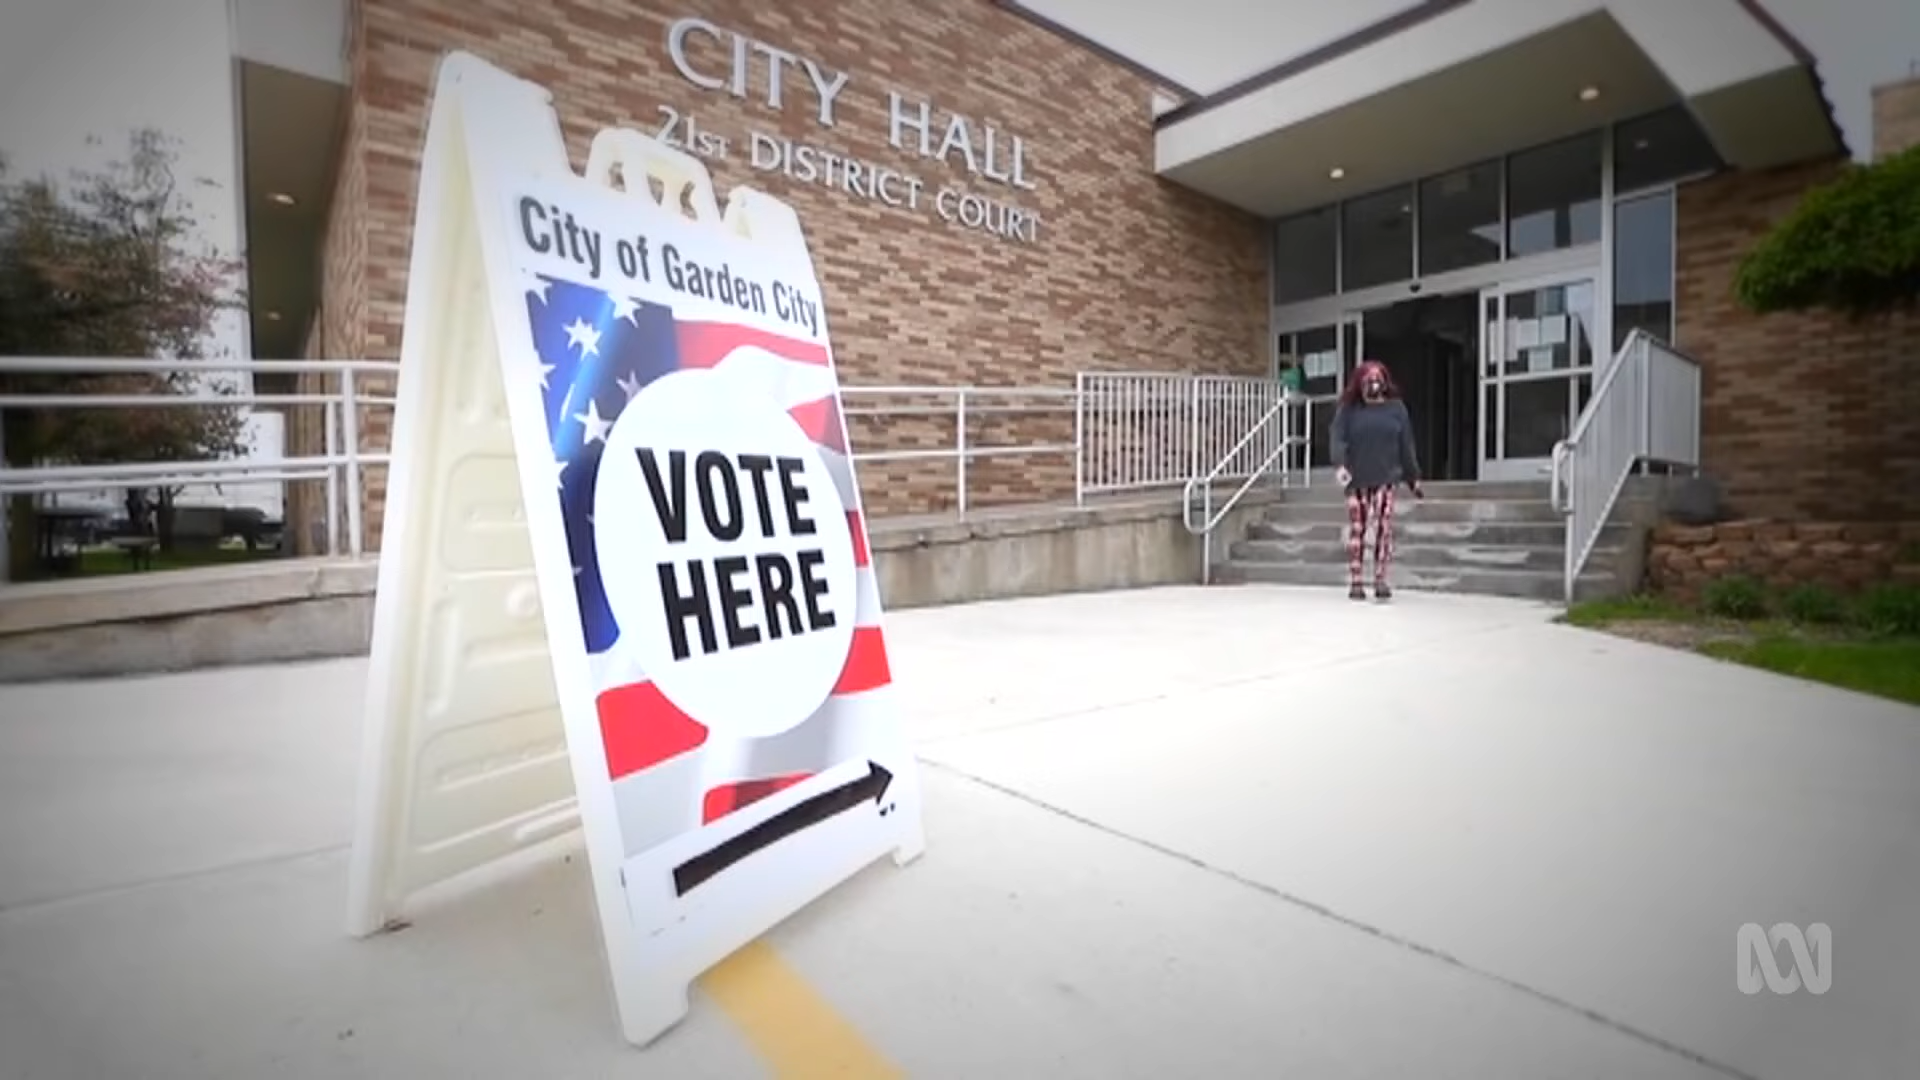 CITY HALL
21ST DISTRICT COURT
City of Garden City
VOTE
HERE